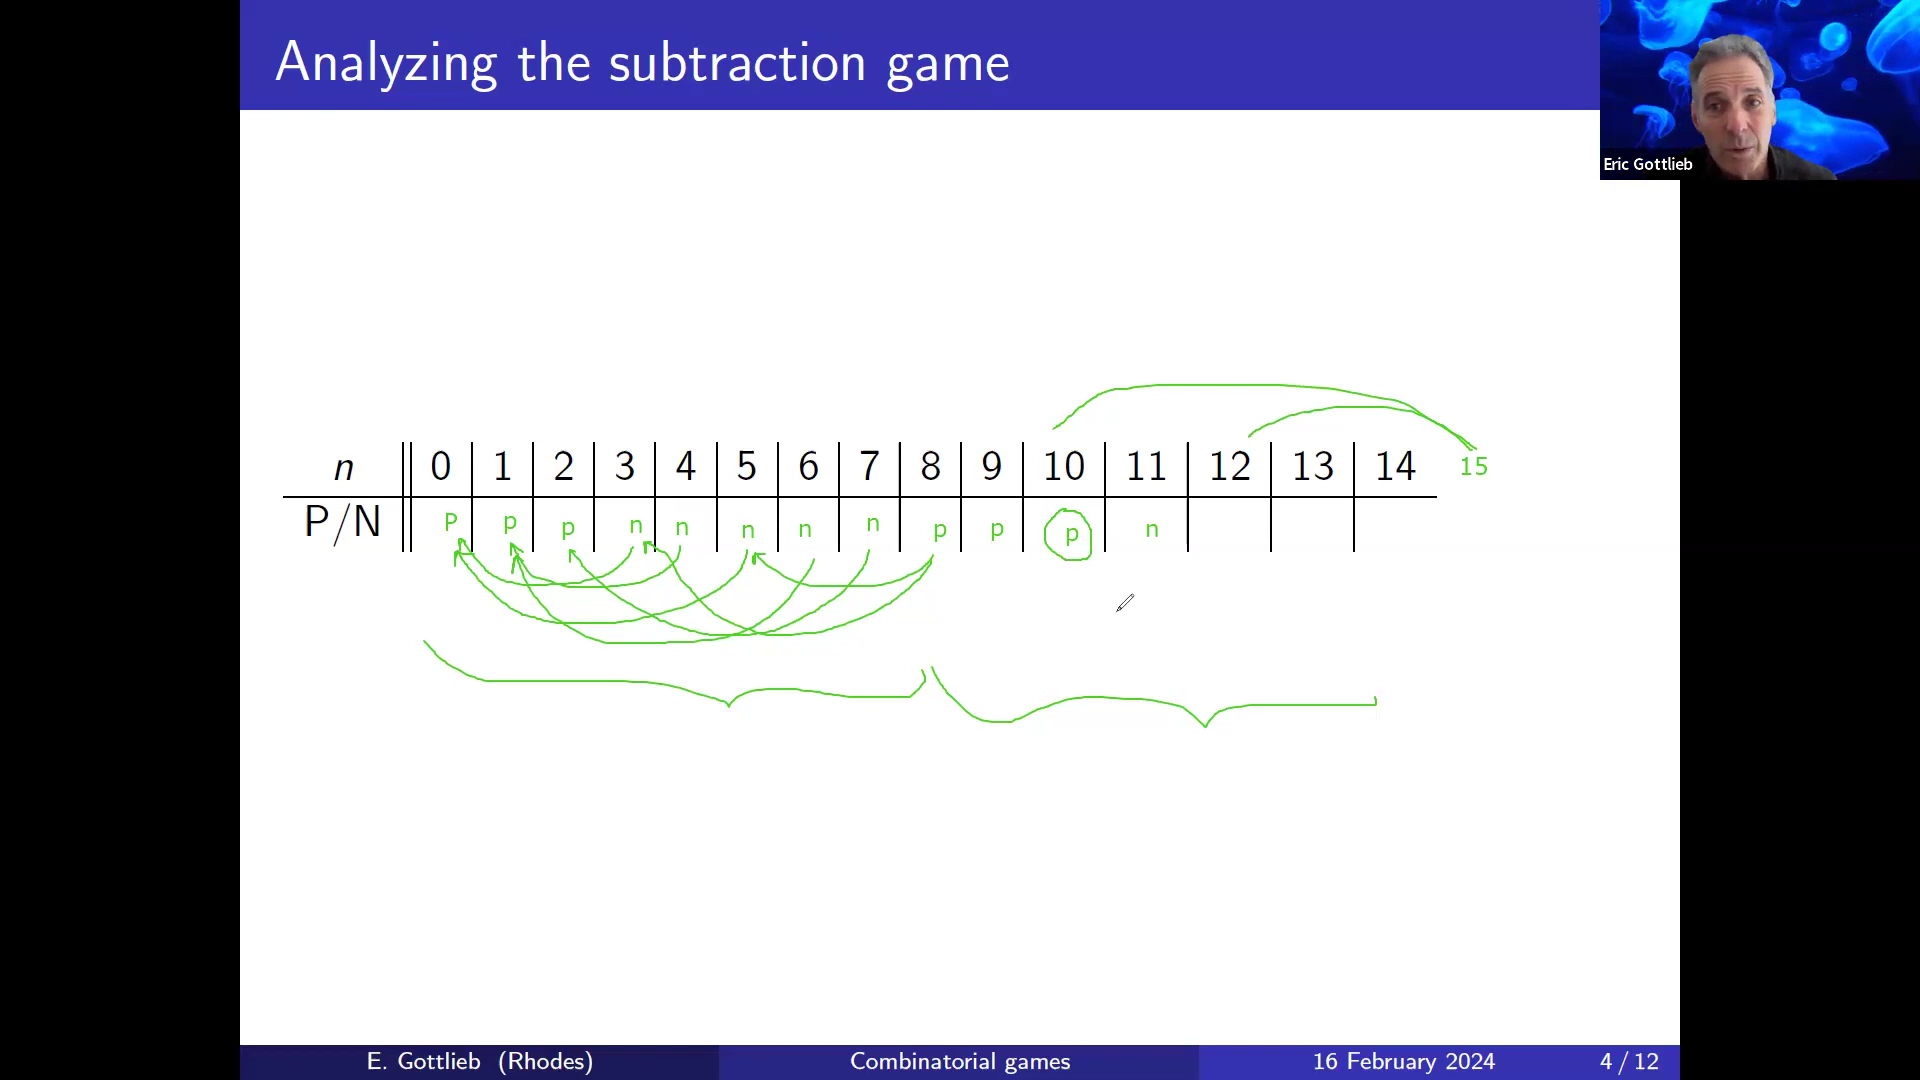 Analyzing the subtraction game
Eric Gottlieb
n 0 1 2 3 4 5 6 7 8 9 10 11 12 13 14 15
P/N P p p n n n n n p p p n
E. Gottlieb (Rhodes) Combinatorial games 16 February 2024 4 / 12